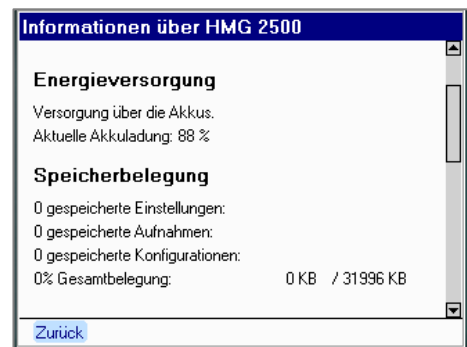 Informationen über HMG 2500
Energieversorgung
Versorgung über die Akkus.
Aktuelle Akkuladung: 88 %
Speicherbelegung
0 gespeicherte Einstellungen:
0 gespeicherte Aufnahmen:
0 gespeicherte Konfigurationen:
0% Gesamtbelegung: 0 KB / 31996 KB
Zurück